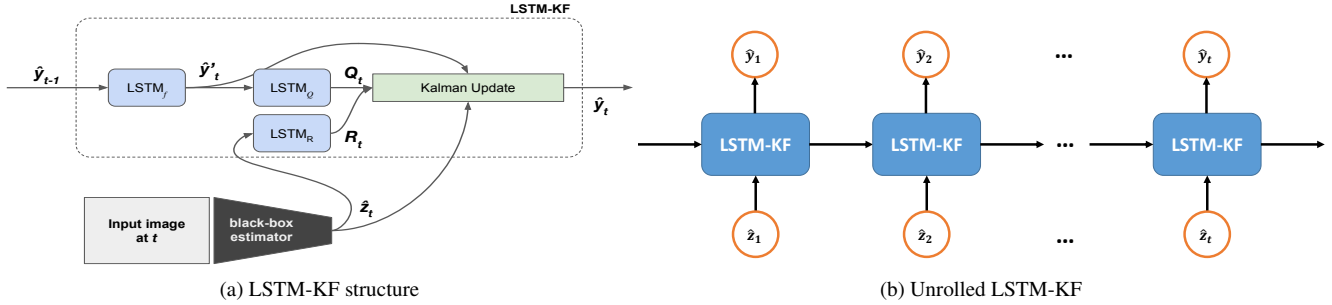 LSTM-KF
ŷt-1
LSTMf
ŷ't
LSTMQ
Qt
Kalman Update
ŷt
LSTMR
Rt
ẑt
Input image
at t
black-box
estimator
(a) LSTM-KF structure
ŷ1
ŷ2
...
ŷt
LSTM-KF
LSTM-KF
...
LSTM-KF
ẑ1
ẑ2
...
ẑt
(b) Unrolled LSTM-KF